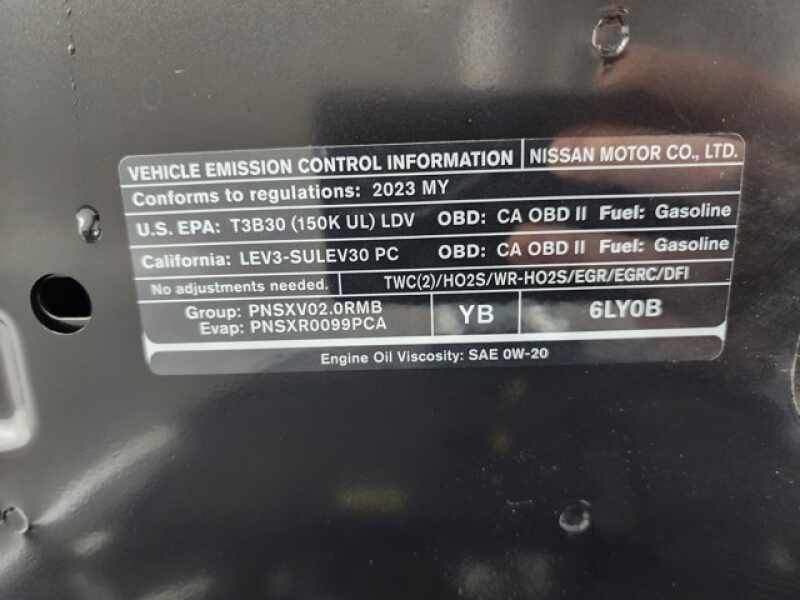 VEHICLE EMISSION CONTROL INFORMATION NISSAN MOTOR CO., LTD.
Conforms to regulations: 2023 MY
U.S. EPA: T3B30 (150K UL) LDV OBD: CA OBD II Fuel: Gasoline
California: LEV3-SULEV30 PC OBD: CA OBD II Fuel: Gasoline
No adjustments needed. TWC(2)/HO2S/WR-HO2S/EGR/EGRC/DFI
Group: PNSXV02.0RMB
Evap: PNSXR0099PCA
YB
6LY0B
Engine Oil Viscosity: SAE 0W-20